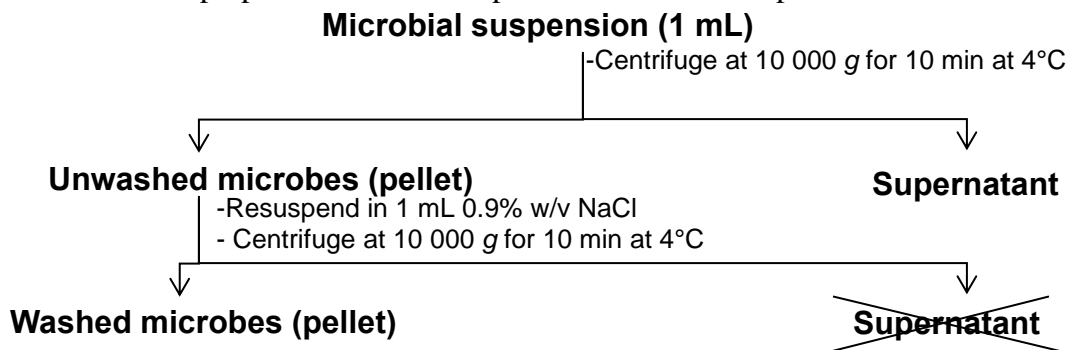 Microbial suspension (1 mL)
-Centrifuge at 10 000 g for 10 min at 4°C
Unwashed microbes (pellet)
Supernatant
-Resuspend in 1 mL 0.9% w/v NaCl
- Centrifuge at 10 000 g for 10 min at 4°C
Washed microbes (pellet)
Supernatant